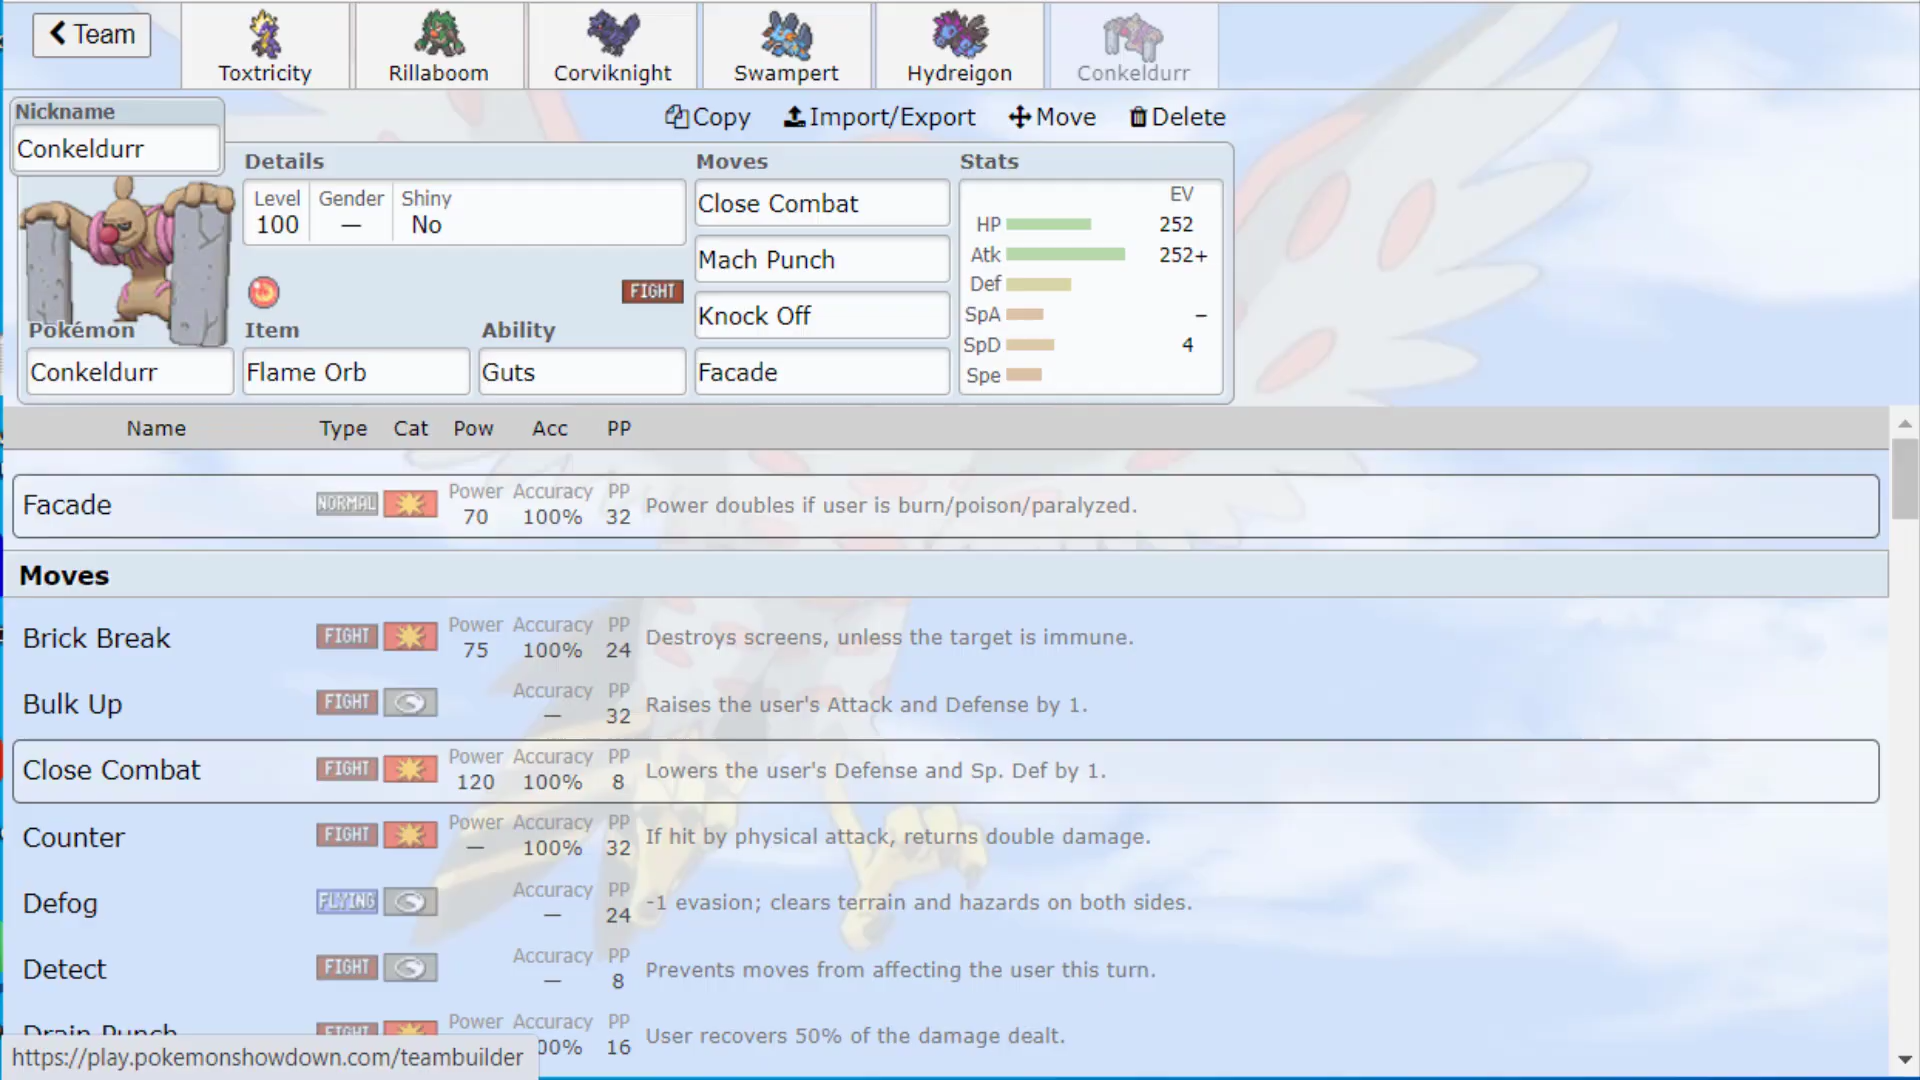 Team
Toxtricity
Rillaboom
Corviknight
Swampert
Hydreigon
Conkeldurr
Nickname
Conkeldurr
Copy
Import/Export
Move
Delete
Details
Moves
Stats
Level
100
Gender
—
Shiny
No
Close Combat
EV
HP 252
Atk 252+
Mach Punch
Def
FIGHT
Knock Off
SpA –
Pokémon
Item
Ability
SpD 4
Conkeldurr
Flame Orb
Guts
Facade
Spe
Name Type Cat Pow Acc PP
Facade NORMAL Power 70 Accuracy 100% PP 32 Power doubles if user is burn/poison/paralyzed.
Moves
Brick Break FIGHT Power 75 Accuracy 100% PP 24 Destroys screens, unless the target is immune.
Bulk Up FIGHT Accuracy — PP 32 Raises the user's Attack and Defense by 1.
Close Combat FIGHT Power 120 Accuracy 100% PP 8 Lowers the user's Defense and Sp. Def by 1.
Counter FIGHT Power — Accuracy 100% PP 32 If hit by physical attack, returns double damage.
Defog FLYING Accuracy — PP 24 -1 evasion; clears terrain and hazards on both sides.
Detect FIGHT Accuracy — PP 8 Prevents moves from affecting the user this turn.
Drain Punch FIGHT Power Accuracy 00% PP 16 User recovers 50% of the damage dealt.
https://play.pokemonshowdown.com/teambuilder